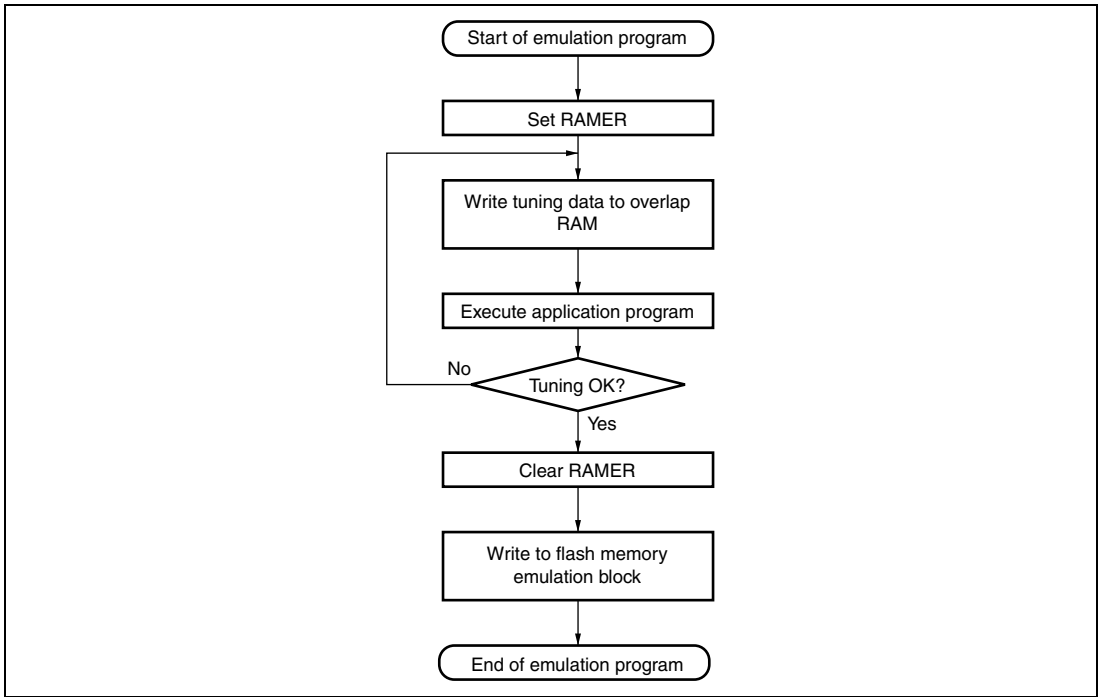 Start of emulation program
Set RAMER
Write tuning data to overlap
RAM
Execute application program
No
Tuning OK?
Yes
Clear RAMER
Write to flash memory
emulation block
End of emulation program